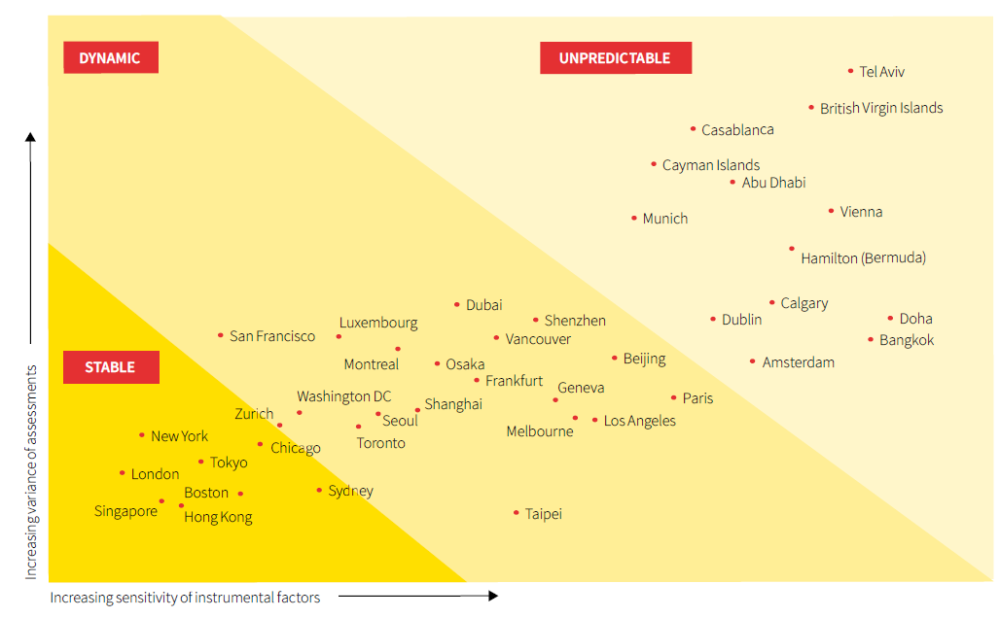 DYNAMIC
UNPREDICTABLE
Tel Aviv
British Virgin Islands
Casablanca
Cayman Islands
Abu Dhabi
Vienna
Munich
Hamilton (Bermuda)
Dubai
Calgary
Luxembourg
Shenzhen
Dublin
Doha
San Francisco
Vancouver
Bangkok
Montreal
Osaka
Beijing
Amsterdam
STABLE
Frankfurt
Geneva
Washington DC
Shanghai
Paris
Zurich
Seoul
Melbourne
Los Angeles
New York
Toronto
Chicago
Tokyo
London
Boston
Sydney
Singapore
Hong Kong
Taipei
Increasing variance of assessments
Increasing sensitivity of instrumental factors